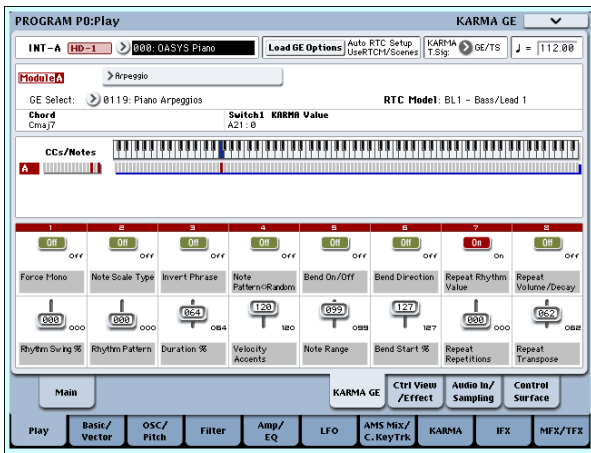 PROGRAM P0:Play KARMA GE
INT-A HD-1 000: OASYS Piano Load GE Options Auto RTC Setup UseRTCM/Scenes KARMA T.Sig: GE/TS ♩ = 112.00
Module A Arpeggio
GE Select: 0119: Piano Arpeggios RTC Model: BL1 - Bass/Lead 1
Chord Switch1 KARMA Value
Cmaj7 A21: 0
CCs/Notes
A
1 2 3 4 5 6 7 8
Off Off Off Off Off Off On Off
Off Off Off Off Off Off On Off
Force Mono Note Scale Type Invert Phrase Note Pattern○Random Bend On/Off Bend Direction Repeat Rhythm Value Repeat Volume/Decay
000 000 064 120 099 127 000 062
000 000 064 120 099 127 000 062
Rhythm Swing % Rhythm Pattern Duration % Velocity Accents Note Range Bend Start % Repeat Repetitions Repeat Transpose
Main KARMA GE Ctrl View /Effect Audio In/ Sampling Control Surface
Play Basic/ Vector OSC/ Pitch Filter Amp/ EQ LFO AMS Mix/ C.KeyTrk KARMA IFX MFX/TFX